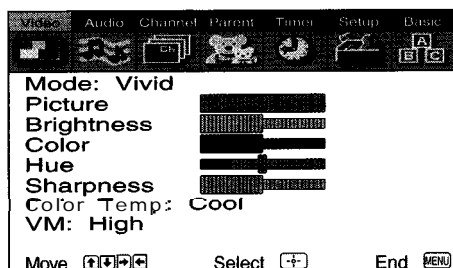 Video Audio Channel Parent Timer Setup Basic
Ch A B C
Mode: Vivid
Picture
Brightness
Color
Hue
Sharpness
Color Temp: Cool
VM: High
Move Select End MENU